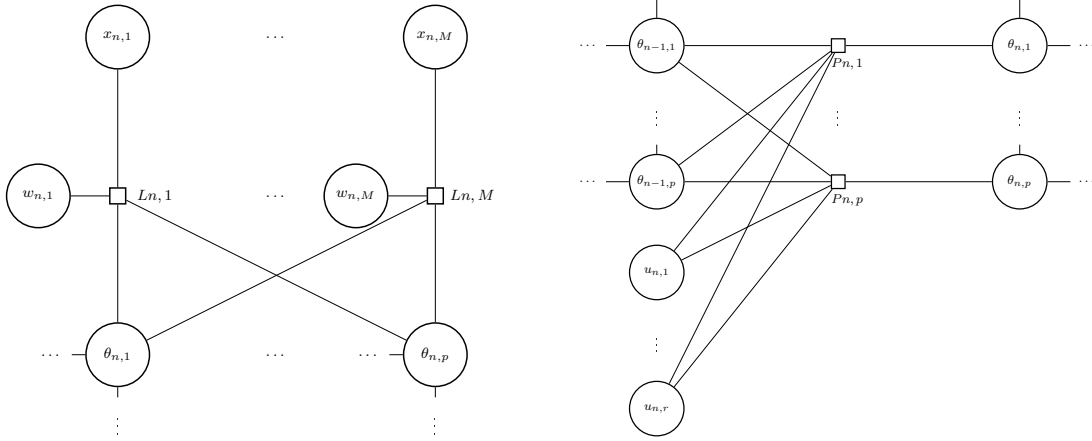 x_{n,1} ··· x_{n,M}
w_{n,1} Ln,1 ··· w_{n,M} Ln,M
··· θ_{n,1} ··· ··· θ_{n,p}
⋮ ⋮
··· θ_{n−1,1} Pn,1 θ_{n,1} ···
⋮ ⋮ ⋮
··· θ_{n−1,p} Pn,p θ_{n,p} ···
u_{n,1}
⋮
u_{n,r}